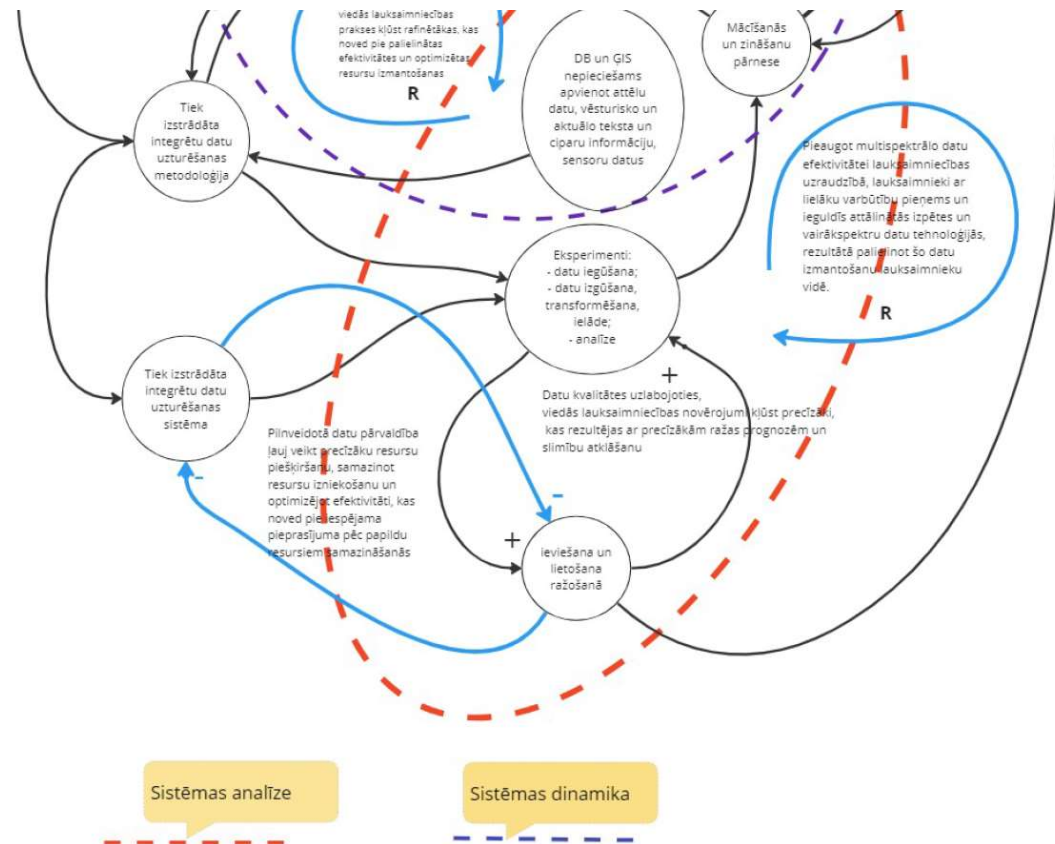 viedās lauksaimniecības
prakses kļūst rafinētākas, kas
noved pie palielinātas
efektivitātes un optimizētas
resursu izmantošanas
R
Mācīšanās
un zināšanu
pārnese
DB un GIS
nepieciešams
apvienot attēlu
datu, vēsturisko un
aktuālo teksta un
ciparu informāciju,
sensoru datus
Tiek
izstrādāta
integrētu datu
uzturēšanas
metodoloģija
Pieaugot multispektrālo datu
efektivitātei lauksaimniecības
uzraudzībā, lauksaimnieki ar
lielāku varbūtību pieņems un
ieguldīs attālinātās izpētes un
vairākspektru datu tehnoloģijās,
rezultātā palielinot šo datu
izmantošanu lauksaimnieku
vidē.
R
Eksperimenti:
- datu iegūšana;
- datu izgūšana,
transformēšana,
ielāde;
- analīze
+
Tiek izstrādāta
integrētu datu
uzturēšanas
sistēma
-
Datu kvalitātes uzlabojoties,
viedās lauksaimniecības novērojumi kļūst precīzāki,
kas rezultējas ar precīzākām ražas prognozēm un
slimību atklāšanu
Pilnveidotā datu pārvaldība
ļauj veikt precīzāku resursu
piešķiršanu, samazinot
resursu izniekošanu un
optimizējot efektivitāti, kas
noved pie iespējama
pieprasījuma pēc papildu
resursiem samazināšanās
-
+
ieviešana un
lietošana
ražošanā
Sistēmas analīze
Sistēmas dinamika